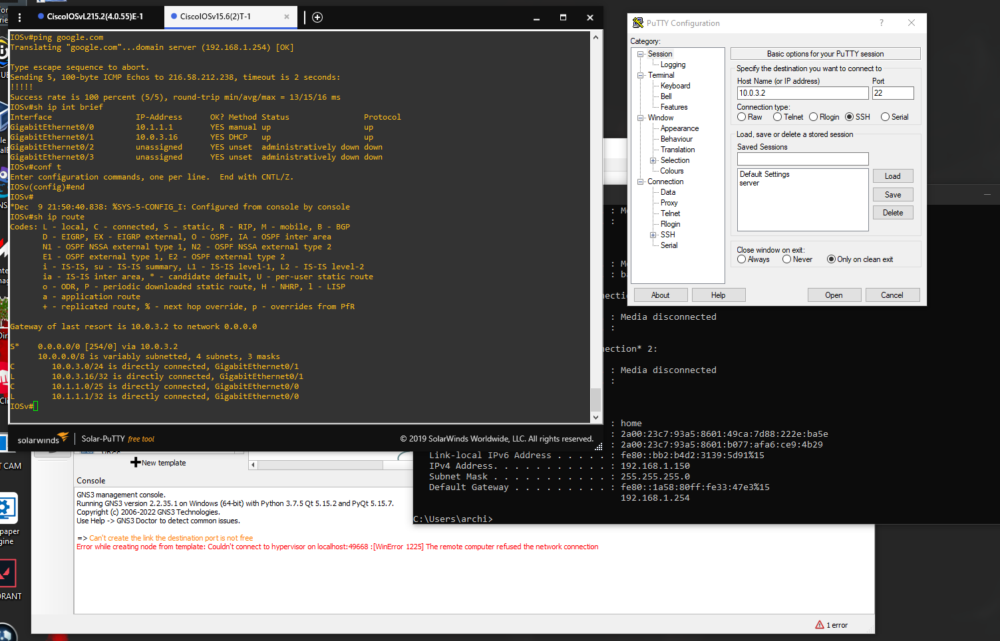 CiscoIOSvL215.2(4.0.55)E-1
CiscoIOSv15.6(2)T-1
IOSv#ping google.com
Translating "google.com"...domain server (192.168.1.254) [OK]
Type escape sequence to abort.
Sending 5, 100-byte ICMP Echos to 216.58.212.238, timeout is 2 seconds:
!!!!!
Success rate is 100 percent (5/5), round-trip min/avg/max = 13/15/16 ms
IOSv#sh ip int brief
Interface IP-Address OK? Method Status Protocol
GigabitEthernet0/0 10.1.1.1 YES manual up up
GigabitEthernet0/1 10.0.3.16 YES DHCP up up
GigabitEthernet0/2 unassigned YES unset administratively down down
GigabitEthernet0/3 unassigned YES unset administratively down down
IOSv#conf t
Enter configuration commands, one per line. End with CNTL/Z.
IOSv(config)#end
IOSv#
*Dec 9 21:50:40.838: %SYS-5-CONFIG_I: Configured from console by console
IOSv#sh ip route
Codes: L - local, C - connected, S - static, R - RIP, M - mobile, B - BGP
D - EIGRP, EX - EIGRP external, O - OSPF, IA - OSPF inter area
N1 - OSPF NSSA external type 1, N2 - OSPF NSSA external type 2
E1 - OSPF external type 1, E2 - OSPF external type 2
i - IS-IS, su - IS-IS summary, L1 - IS-IS level-1, L2 - IS-IS level-2
ia - IS-IS inter area, * - candidate default, U - per-user static route
o - ODR, P - periodic downloaded static route, H - NHRP, l - LISP
a - application route
+ - replicated route, % - next hop override, p - overrides from PfR
Gateway of last resort is 10.0.3.2 to network 0.0.0.0
S* 0.0.0.0/0 [254/0] via 10.0.3.2
10.0.0.0/8 is variably subnetted, 4 subnets, 3 masks
C 10.0.3.0/24 is directly connected, GigabitEthernet0/1
L 10.0.3.16/32 is directly connected, GigabitEthernet0/1
C 10.1.1.0/25 is directly connected, GigabitEthernet0/0
L 10.1.1.1/32 is directly connected, GigabitEthernet0/0
IOSv#
solarwinds
Solar-PuTTY free tool
© 2019 SolarWinds Worldwide, LLC. All rights reserved.
PuTTY Configuration
?
Category:
Session
Logging
Terminal
Keyboard
Bell
Features
Window
Appearance
Behaviour
Translation
Selection
Colours
Connection
Data
Proxy
Telnet
Rlogin
SSH
Serial
Basic options for your PuTTY session
Specify the destination you want to connect to
Host Name (or IP address) Port
10.0.3.2 22
Connection type:
Raw Telnet Rlogin SSH Serial
Load, save or delete a stored session
Saved Sessions
Default Settings
server
Load
Save
Delete
Close window on exit:
Always Never Only on clean exit
About Help Open Cancel
: Media disconnected
:
nection* 2:
: Media disconnected
:
: home
: 2a00:23c7:93a5:8601:49ca:7d88:222e:ba5e
: 2a00:23c7:93a5:8601:b077:afa6:ce9:4b29
Link-local IPv6 Address . . . . . : fe80::bb2:b4d2:3139:5d91%15
IPv4 Address. . . . . . . . . . . : 192.168.1.150
Subnet Mask . . . . . . . . . . . : 255.255.255.0
Default Gateway . . . . . . . . . : fe80::1a58:80ff:fe33:47e3%15
192.168.1.254
C:\Users\archi>
New template
Console
GNS3 management console.
Running GNS3 version 2.2.35.1 on Windows (64-bit) with Python 3.7.5 Qt 5.15.2 and PyQt 5.15.7.
Copyright (c) 2006-2022 GNS3 Technologies.
Use Help -> GNS3 Doctor to detect common issues.
=> Can't create the link the destination port is not free
Error while creating node from template: Couldn't connect to hypervisor on localhost:49668 :[WinError 1225] The remote computer refused the network connection
1 error
T CAM
paper
gine
ORANT